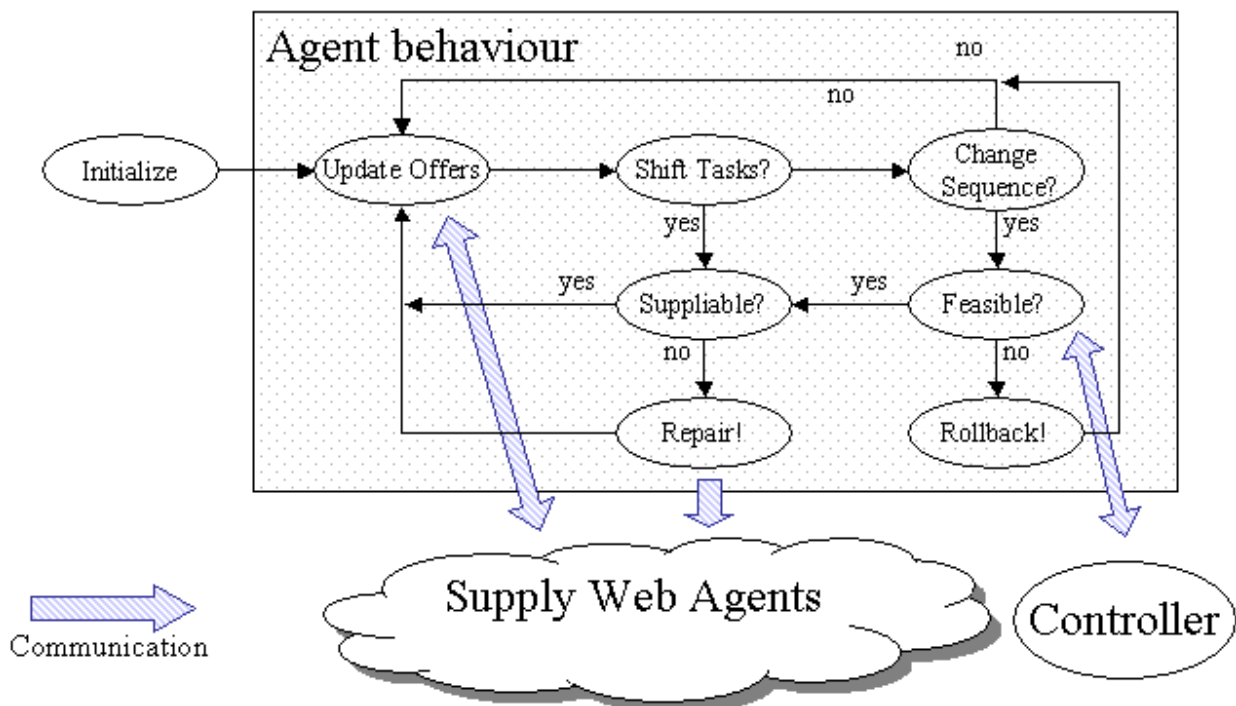 Agent behaviour
no
no
Initialize
Update Offers
Shift Tasks?
Change
Sequence?
yes
yes
yes
Suppliable?
yes
Feasible?
no
no
Repair!
Rollback!
Supply Web Agents
Controller
Communication